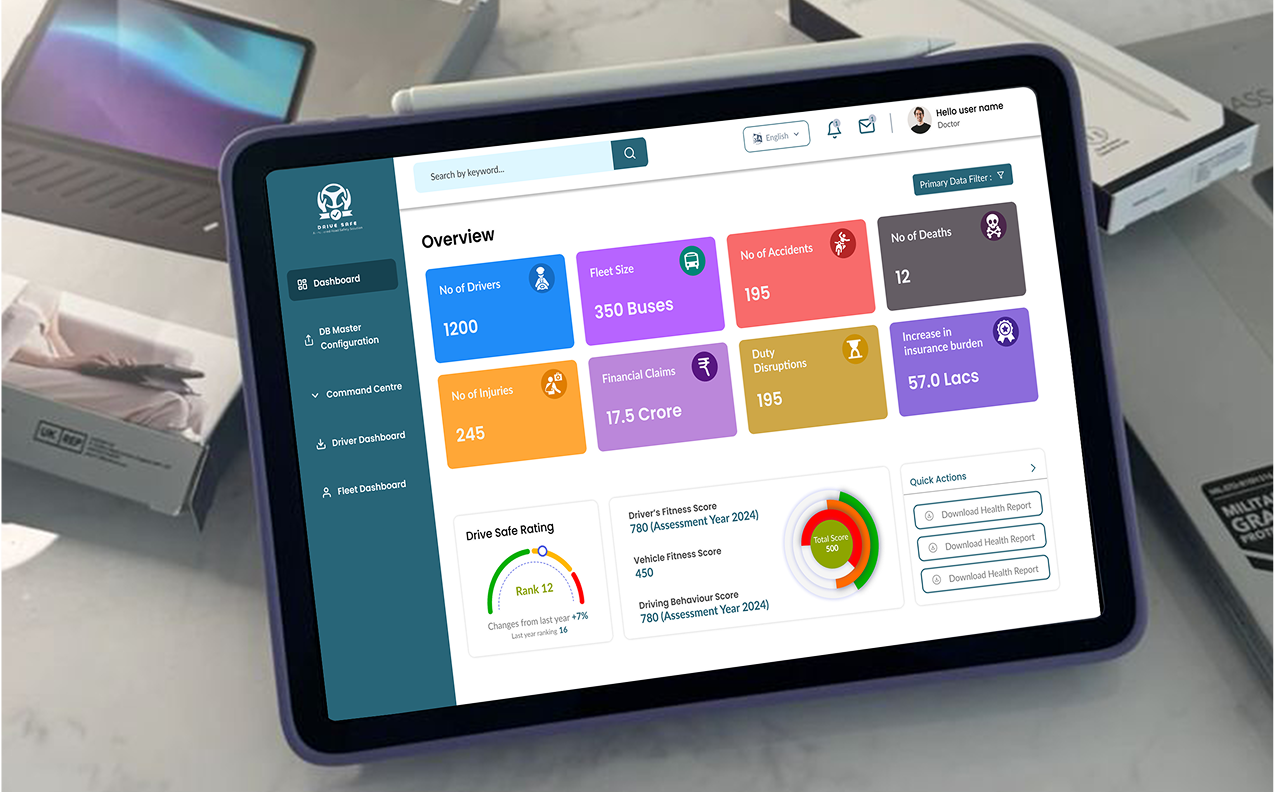 Hello user name
Doctor
English
1
1
Search by keyword...
DRIVE SAFE
Primary Data Filter :
Overview
Dashboard
DB Master
Configuration
Command Centre
Driver Dashboard
Fleet Dashboard
No of Drivers
1200
Fleet Size
350 Buses
No of Accidents
195
No of Deaths
12
No of Injuries
245
Financial Claims
₹
17.5 Crore
Duty
Disruptions
195
Increase in
insurance burden
57.0 Lacs
Drive Safe Rating
Rank 12
Changes from last year +7%
Last year ranking 16
Driver's Fitness Score
780 (Assessment Year 2024)
Vehicle Fitness Score
450
Driving Behaviour Score
780 (Assessment Year 2024)
Total Score
500
Quick Actions
Download Health Report
Download Health Report
Download Health Report
UK REP